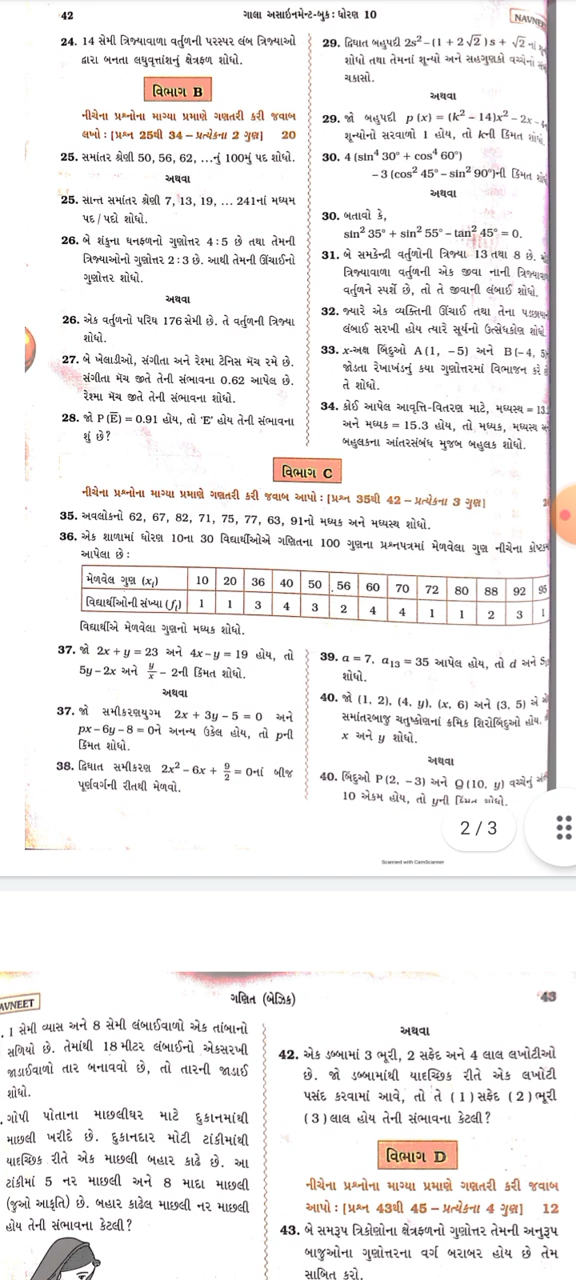 42
ગાલા અસાઇનમેન્ટ-બુક : ધોરણ 10
NAVNEET
24. 14 સેમી ત્રિજ્યાવાળા વર્તુળની પરસ્પર લંબ ત્રિજ્યાઓ
દ્વારા બનતા લઘુવૃત્તાંશનું ક્ષેત્રફળ શોધો.
વિભાગ B
નીચેના પ્રશ્નોના માગ્યા પ્રમાણે ગણતરી કરી જવાબ
લખો : [પ્રશ્ન 25થી 34 – પ્રત્યેકના 2 ગુણ] 20
25. સમાંતર શ્રેણી 50, 56, 62, ...નું 100મું પદ શોધો.
અથવા
25. સાન્ત સમાંતર શ્રેણી 7, 13, 19, ... 241નાં મધ્યમ
પદ / પદો શોધો.
26. બે શંકુના ઘનફળનો ગુણોત્તર 4 : 5 છે તથા તેમની
ત્રિજ્યાઓનો ગુણોત્તર 2 : 3 છે. આથી તેમની ઊંચાઈનો
ગુણોત્તર શોધો.
અથવા
26. એક વર્તુળનો પરિઘ 176 સેમી છે. તે વર્તુળની ત્રિજ્યા
શોધો.
27. બે ખેલાડીઓ, સંગીતા અને રેશ્મા ટેનિસ મૅચ રમે છે.
સંગીતા મૅચ જીતે તેની સંભાવના 0.62 આપેલ છે.
રેશ્મા મૅચ જીતે તેની સંભાવના શોધો.
28. જો P(E̅) = 0.91 હોય, તો 'E' હોય તેની સંભાવના
શું છે?
29. દ્વિઘાત બહુપદી 2s² – (1 + 2√2)s + √2 નાં
શોધો તથા તેમનાં શૂન્યો અને સહગુણકો વચ્ચેનો
ચકાસો.
અથવા
29. જો બહુપદી p(x) = (k² – 14)x² – 2x –
શૂન્યોનો સરવાળો 1 હોય, તો kની કિંમત શોધો
30. 4 (sin⁴ 30° + cos⁴ 60°)
– 3 (cos² 45° – sin² 90°)ની કિંમત
અથવા
30. બતાવો કે,
sin² 35° + sin² 55° – tan² 45° = 0.
31. બે સમકેન્દ્રી વર્તુળોની ત્રિજ્યા 13 તથા 8 છે.
ત્રિજ્યાવાળા વર્તુળની એક જીવા નાની
વર્તુળને સ્પર્શે છે, તો તે જીવાની લંબાઈ શોધો.
32. જ્યારે એક વ્યક્તિની ઊંચાઈ તથા તેના
લંબાઈ સરખી હોય ત્યારે સૂર્યનો ઉત્સેધકોણ શોધો
33. x-અક્ષ બિંદુઓ A (1, –5) અને B (–4, 5)
જોડતા રેખાખંડનું કયા ગુણોત્તરમાં વિભાજન કરે
તે શોધો.
34. કોઈ આપેલ આવૃત્તિ-વિતરણ માટે, મધ્યસ્થ =
અને મધ્યક = 15.3 હોય, તો મધ્યક, મધ્યસ્થ
બહુલકના આંતરસંબંધ મુજબ બહુલક શોધો.
વિભાગ C
નીચેના પ્રશ્નોના માગ્યા પ્રમાણે ગણતરી કરી જવાબ આપો : [પ્રશ્ન 35થી 42 – પ્રત્યેકના 3 ગુણ]
35. અવલોકનો 62, 67, 82, 71, 75, 77, 63, 91નો મધ્યક અને મધ્યસ્થ શોધો.
36. એક શાળામાં ધોરણ 10ના 30 વિદ્યાર્થીઓએ ગણિતના 100 ગુણના પ્રશ્નપત્રમાં મેળવેલા ગુણ નીચેના
આપેલા છે :
મેળવેલ ગુણ (xᵢ) 10 20 36 40 50 56 60 70 72 80 88 92 95
વિદ્યાર્થીઓની સંખ્યા (fᵢ) 1 1 3 4 3 2 4 4 1 1 2 3 1
વિદ્યાર્થીએ મેળવેલા ગુણનો મધ્યક શોધો.
37. જો 2x + y = 23 અને 4x – y = 19 હોય, તો
5y – 2x અને y/x – 2ની કિંમત શોધો.
અથવા
37. જો સમીકરણયુગ્મ 2x + 3y – 5 = 0 અને
px – 6y – 8 = 0ને અનન્ય ઉકેલ હોય, તો pની
કિંમત શોધો.
38. દ્વિઘાત સમીકરણ 2x² – 6x + 9/2 = 0નાં બીજ
પૂર્ણવર્ગની રીતથી મેળવો.
39. a = 7, a₁₃ = 35 આપેલ હોય, તો d અને
શોધો.
40. જો (1, 2), (4, y), (x, 6) અને (3, 5) એ
સમાંતરબાજુ ચતુષ્કોણનાં ક્રમિક શિરોબિંદુઓ હોય,
x અને y શોધો.
અથવા
40. બિંદુઓ P (2, –3) અને Q (10, y) વચ્ચેનું
10 એકમ હોય, તો yની કિંમત શોધો.
2 / 3
Scanned with CamScanner
AVNEET
ગણિત (બેઝિક)
43
1 સેમી વ્યાસ અને 8 સેમી લંબાઈવાળો એક તાંબાનો
સળિયો છે. તેમાંથી 18 મીટર લંબાઈનો એકસરખી
જાડાઈવાળો તાર બનાવવો છે, તો તારની જાડાઈ
શોધો.
ગોપી પોતાના માછલીઘર માટે દુકાનમાંથી
માછલી ખરીદે છે. દુકાનદાર મોટી ટાંકીમાંથી
યાદચ્છિક રીતે એક માછલી બહાર કાઢે છે. આ
ટાંકીમાં 5 નર માછલી અને 8 માદા માછલી
(જુઓ આકૃતિ) છે. બહાર કાઢેલ માછલી નર માછલી
હોય તેની સંભાવના કેટલી ?
અથવા
42. એક ડબ્બામાં 3 ભૂરી, 2 સફેદ અને 4 લાલ લખોટીઓ
છે. જો ડબ્બામાંથી યાદચ્છિક રીતે એક લખોટી
પસંદ કરવામાં આવે, તો તે (1) સફેદ (2) ભૂરી
(3) લાલ હોય તેની સંભાવના કેટલી ?
વિભાગ D
નીચેના પ્રશ્નોના માગ્યા પ્રમાણે ગણતરી કરી જવાબ
આપો : [પ્રશ્ન 43થી 45 – પ્રત્યેકના 4 ગુણ] 12
43. બે સમરૂપ ત્રિકોણોના ક્ષેત્રફળનો ગુણોત્તર તેમની અનુરૂપ
બાજુઓના ગુણોત્તરના વર્ગ બરાબર હોય છે તેમ
સાબિત કરો.